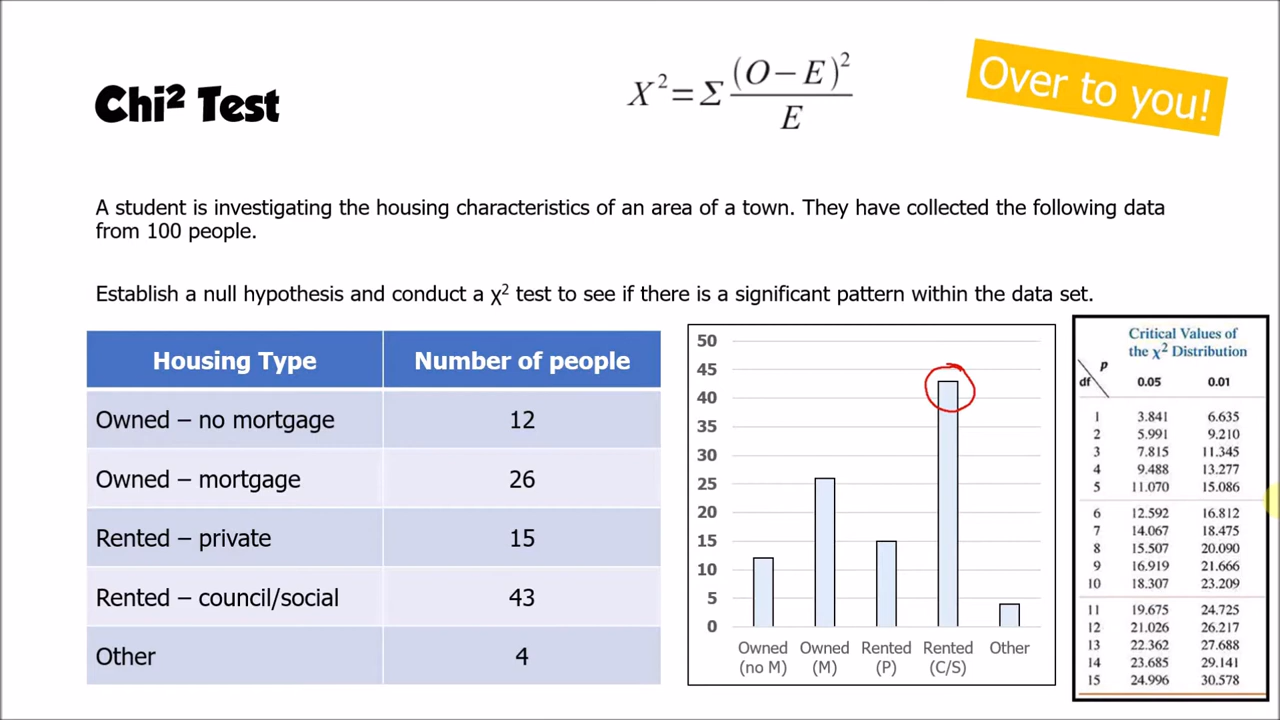 Chi² Test
X² = Σ (O − E)² / E
Over to you!
A student is investigating the housing characteristics of an area of a town. They have collected the following data
from 100 people.
Establish a null hypothesis and conduct a χ² test to see if there is a significant pattern within the data set.
Housing Type Number of people
Owned – no mortgage 12
Owned – mortgage 26
Rented – private 15
Rented – council/social 43
Other 4
50
45
40
35
30
25
20
15
10
5
0
Owned Owned Rented Rented Other
(no M) (M) (P) (C/S)
Critical Values of
the χ² Distribution
p
df 0.05 0.01
1 3.841 6.635
2 5.991 9.210
3 7.815 11.345
4 9.488 13.277
5 11.070 15.086
6 12.592 16.812
7 14.067 18.475
8 15.507 20.090
9 16.919 21.666
10 18.307 23.209
11 19.675 24.725
12 21.026 26.217
13 22.362 27.688
14 23.685 29.141
15 24.996 30.578